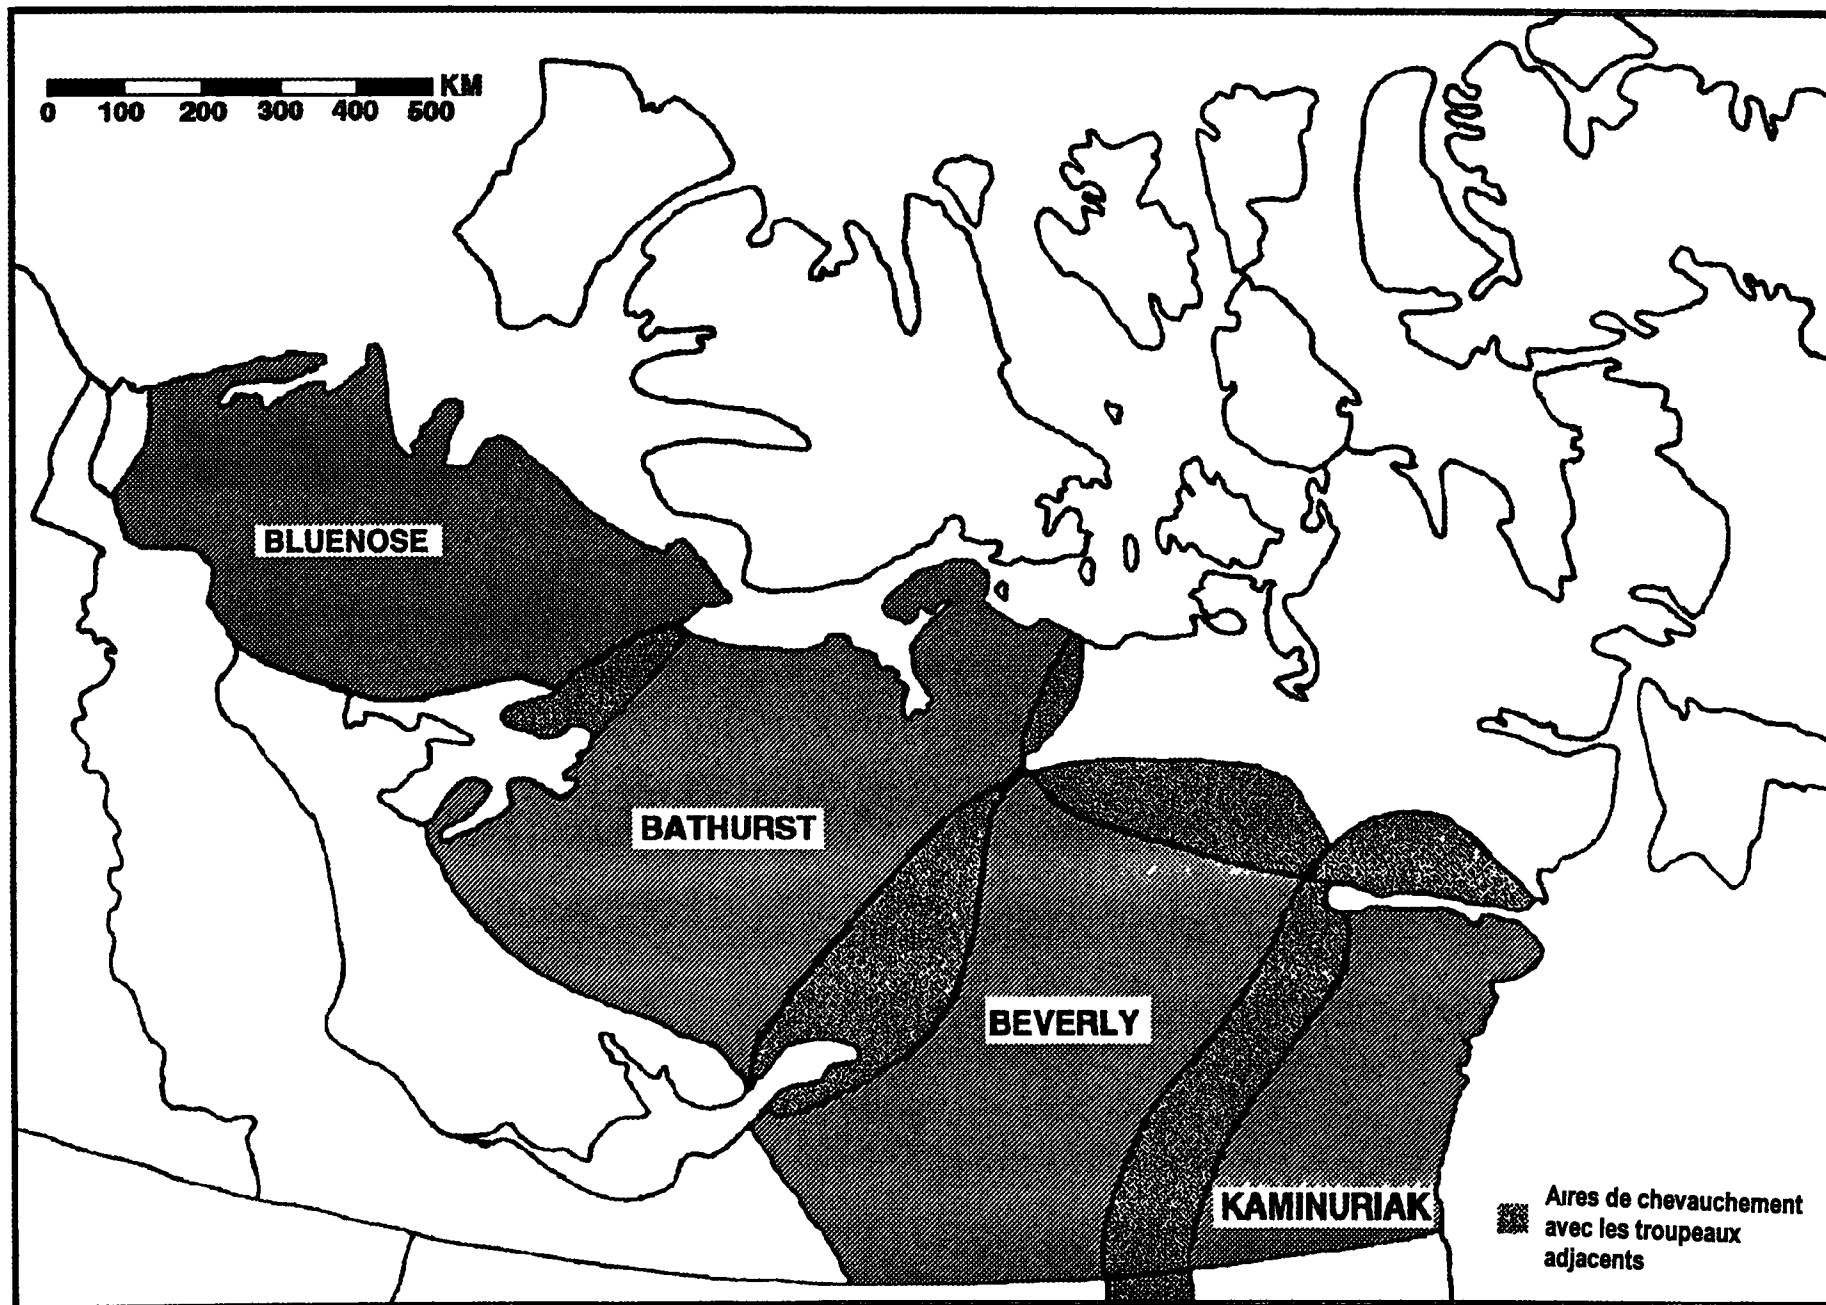 KM
0 100 200 300 400 500
BLUENOSE
BATHURST
BEVERLY
KAMINURIAK
Aires de chevauchement
avec les troupeaux
adjacents